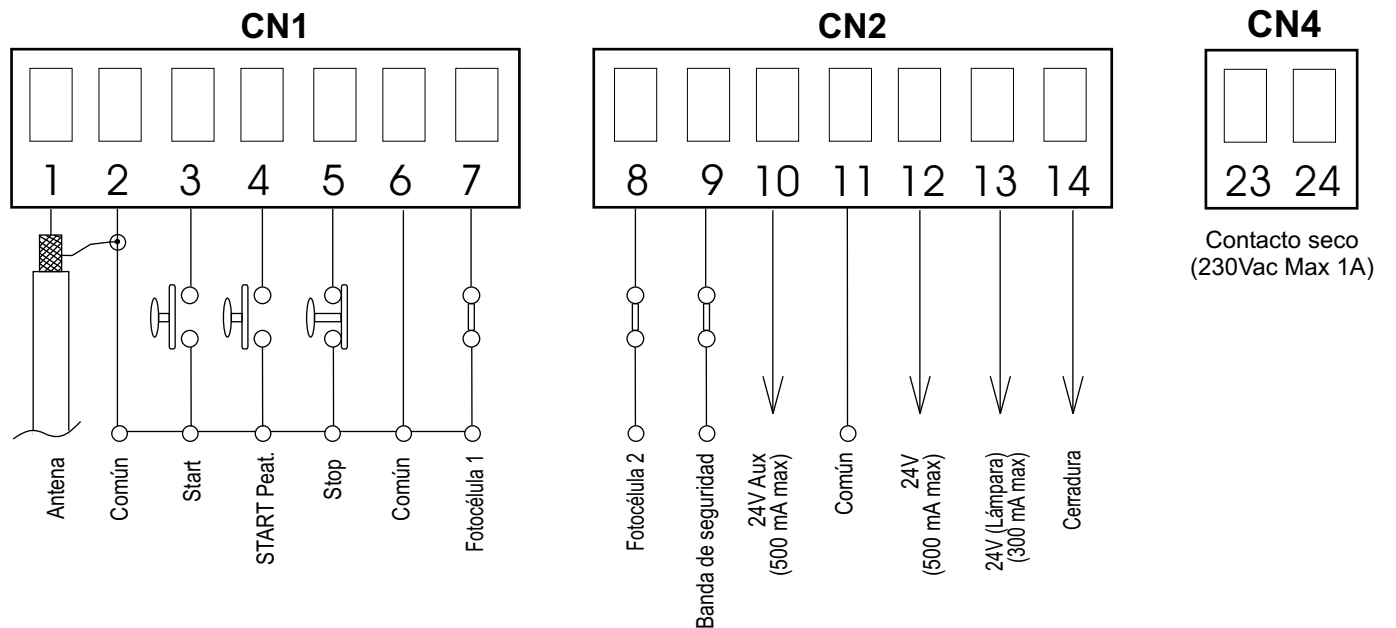 CN1
CN2
CN4
1 2 3 4 5 6 7
8 9 10 11 12 13 14
23 24
Contacto seco
(230Vac Max 1A)
Antena
Común
Start
START Peat.
Stop
Común
Fotocélula 1
Fotocélula 2
Banda de seguridad
24V Aux
(500 mA max)
Común
24V
(500 mA max)
24V (Lámpara)
(300 mA max)
Cerradura